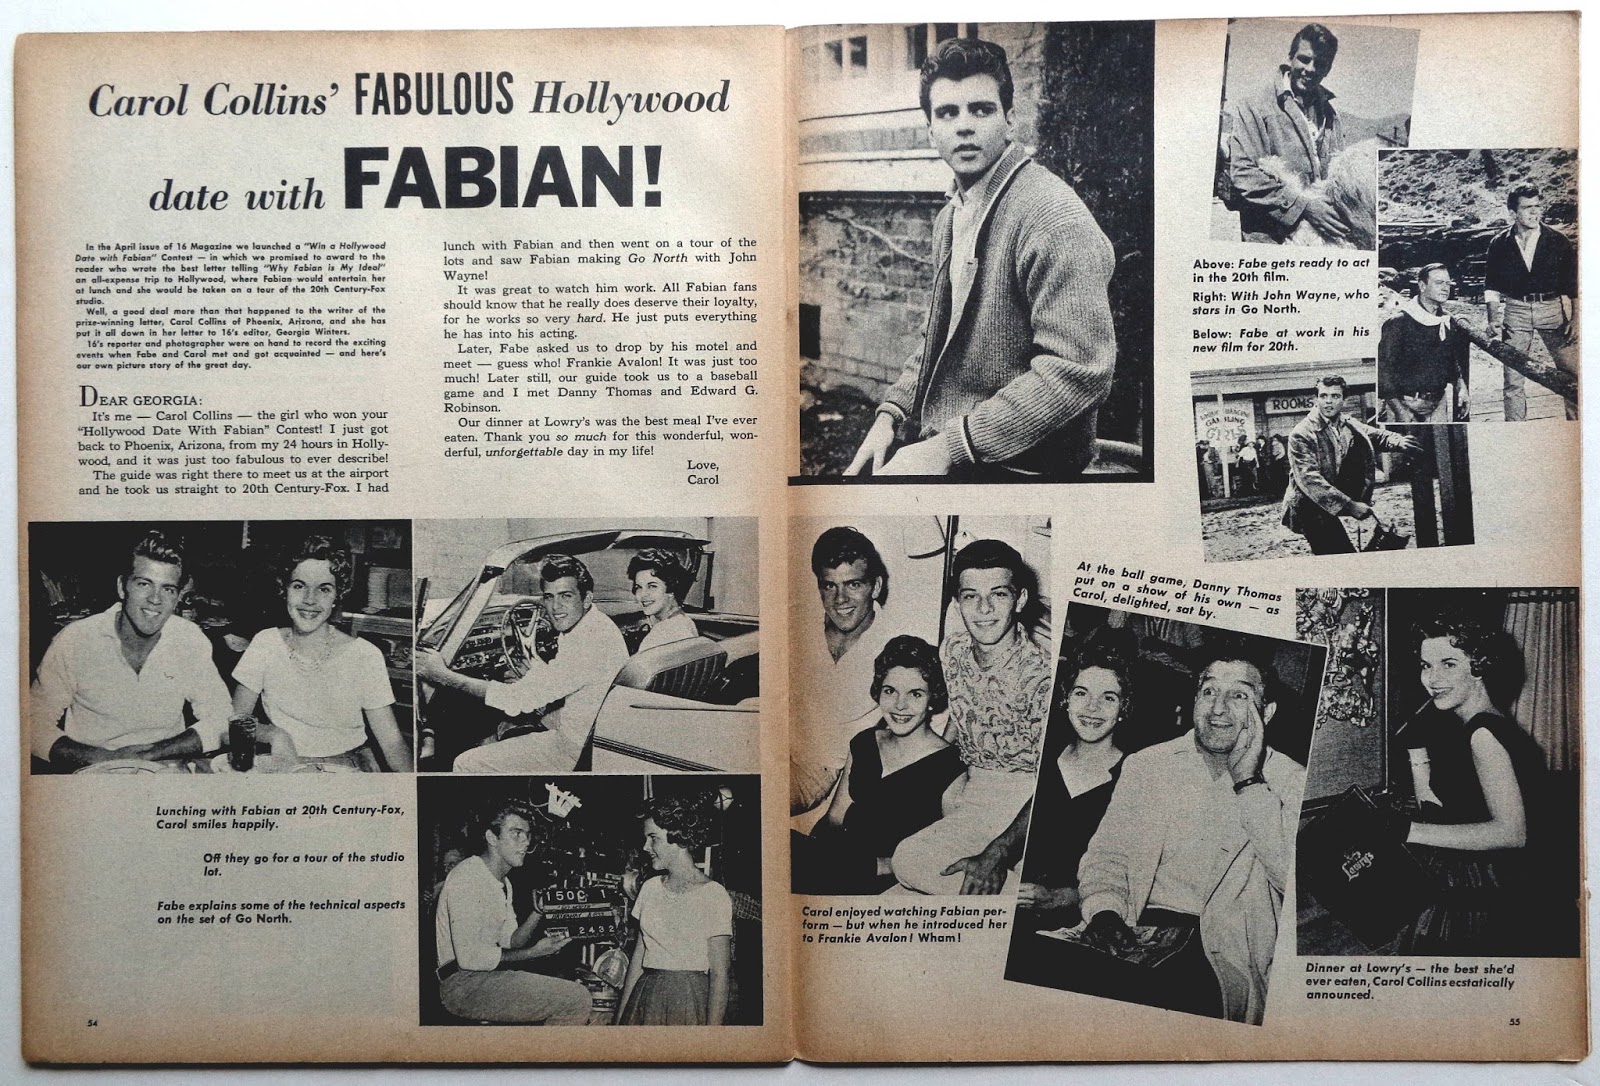 Carol Collins' FABULOUS Hollywood
date with FABIAN!
In the April issue of 16 Magazine we launched a "Win a Hollywood
Date with Fabian" Contest — in which we promised to award to the
reader who wrote the best letter telling "Why Fabian is My Ideal"
an all-expense trip to Hollywood, where Fabian would entertain her
at lunch and she would be taken on a tour of the 20th Century-Fox
studio.
Well, a good deal more than that happened to the writer of the
prize-winning letter, Carol Collins of Phoenix, Arizona, and she has
put it all down in her letter to 16's editor, Georgia Winters.
16's reporter and photographer were on hand to record the exciting
events when Fabe and Carol met and got acquainted — and here's
our own picture story of the great day.
DEAR GEORGIA:
It's me — Carol Collins — the girl who won your
"Hollywood Date With Fabian" Contest! I just got
back to Phoenix, Arizona, from my 24 hours in Holly-
wood, and it was just too fabulous to ever describe!
The guide was right there to meet us at the airport
and he took us straight to 20th Century-Fox. I had
lunch with Fabian and then went on a tour of the
lots and saw Fabian making Go North with John
Wayne!
It was great to watch him work. All Fabian fans
should know that he really does deserve their loyalty,
for he works so very hard. He just puts everything
he has into his acting.
Later, Fabe asked us to drop by his motel and
meet — guess who! Frankie Avalon! It was just too
much! Later still, our guide took us to a baseball
game and I met Danny Thomas and Edward G.
Robinson.
Our dinner at Lowry's was the best meal I've ever
eaten. Thank you so much for this wonderful, won-
derful, unforgettable day in my life!
Love,
Carol
Lunching with Fabian at 20th Century-Fox,
Carol smiles happily.
Off they go for a tour of the studio
lot.
Fabe explains some of the technical aspects
on the set of Go North.
150C 1
2432
54
Above: Fabe gets ready to act
in the 20th film.
Right: With John Wayne, who
stars in Go North.
Below: Fabe at work in his
new film for 20th.
ROOMS
GAMBLING
GIRLS
At the ball game, Danny Thomas
put on a show of his own — as
Carol, delighted, sat by.
Carol enjoyed watching Fabian per-
form — but when he introduced her
to Frankie Avalon! Wham!
Lowry's
Dinner at Lowry's — the best she'd
ever eaten, Carol Collins ecstatically
announced.
55